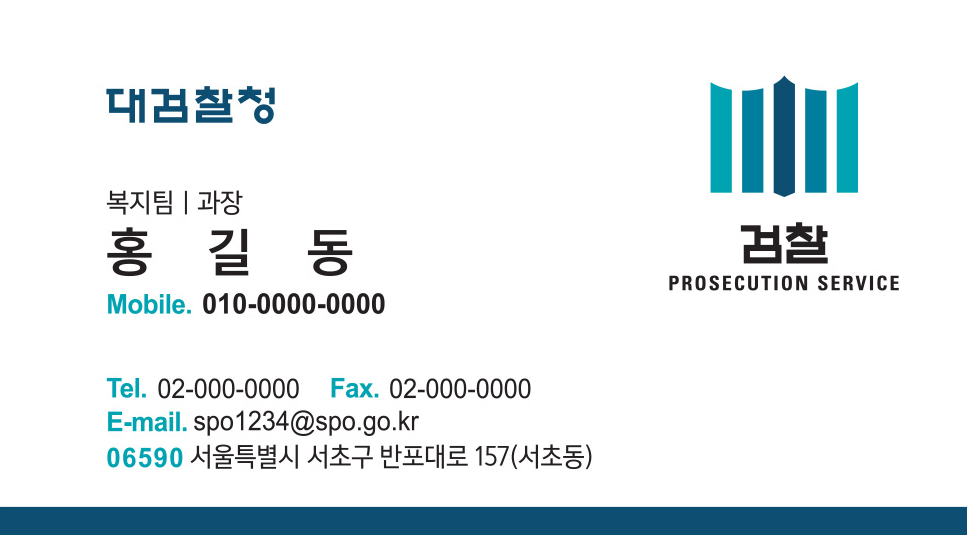 대검찰청
복지팀 | 과장
홍 길 동
Mobile. 010-0000-0000
Tel. 02-000-0000 Fax. 02-000-0000
E-mail. spo1234@spo.go.kr
06590 서울특별시 서초구 반포대로 157(서초동)
검찰
PROSECUTION SERVICE